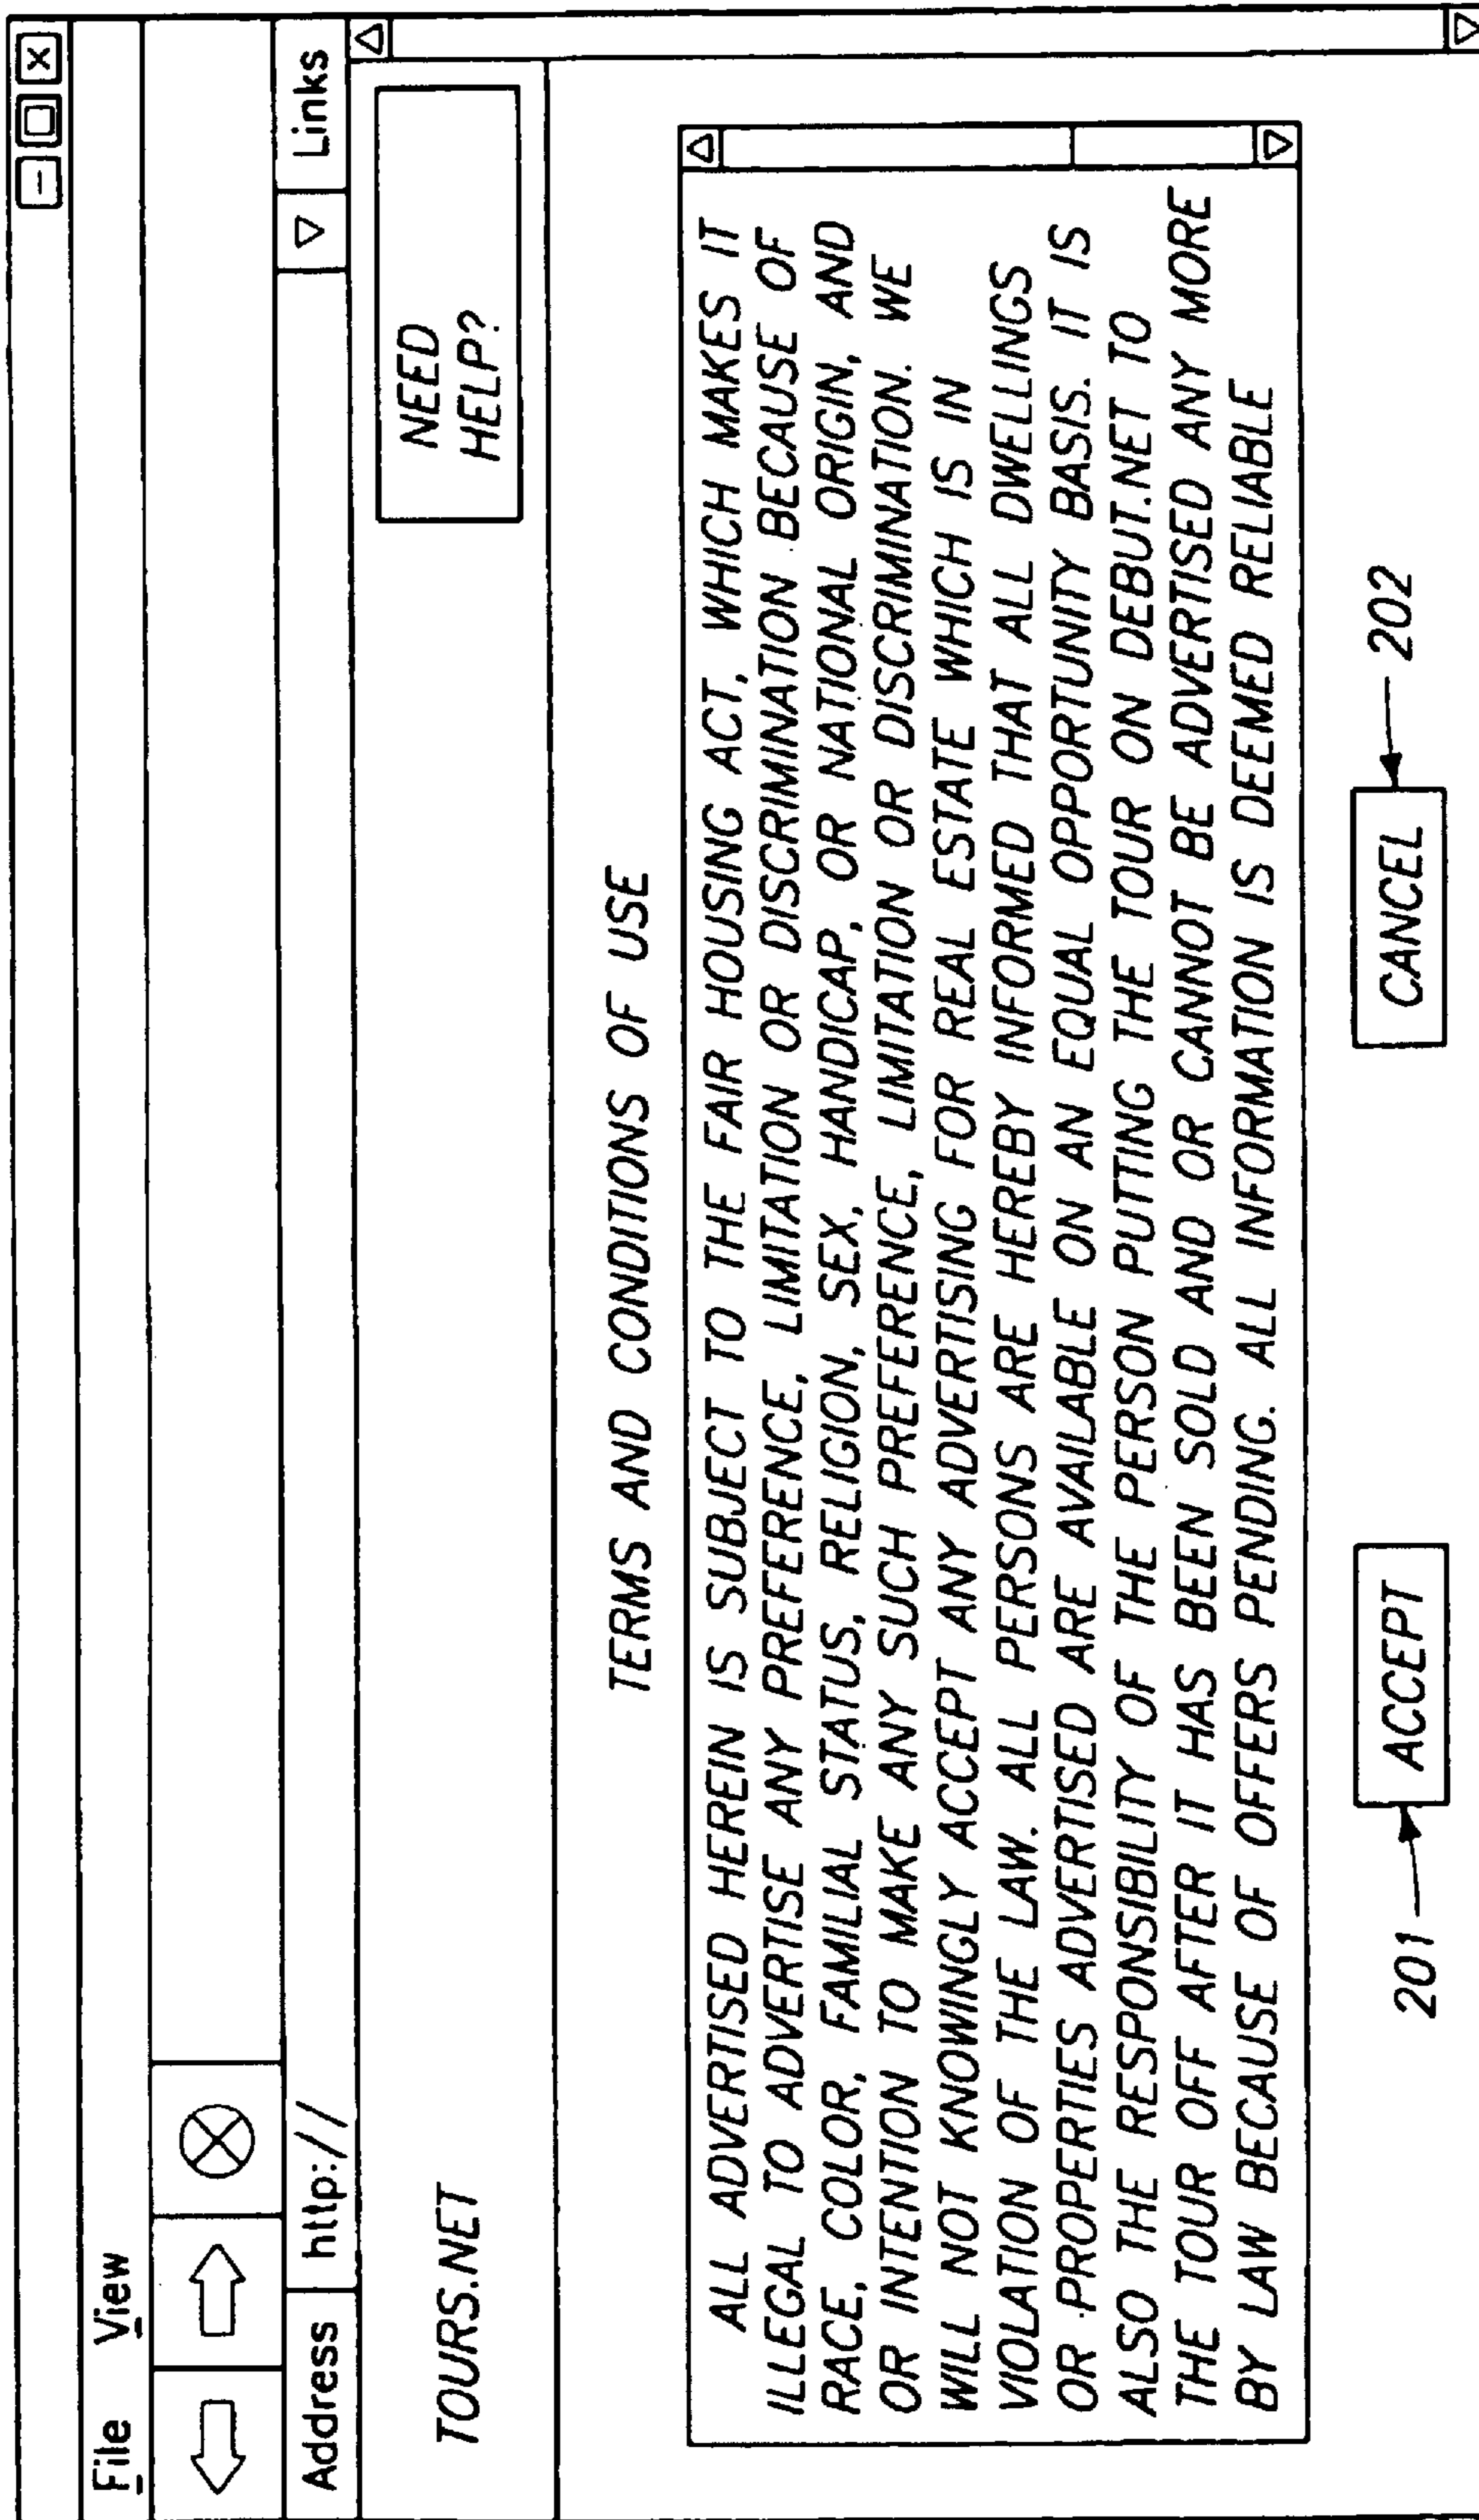 File View
Address http:// Links
TOURS.NET
NEED
HELP?
TERMS AND CONDITIONS OF USE
ALL ADVERTISED HEREIN IS SUBJECT TO THE FAIR HOUSING ACT, WHICH MAKES IT
ILLEGAL TO ADVERTISE ANY PREFERENCE, LIMITATION OR DISCRIMINATION BECAUSE OF
RACE, COLOR, FAMILIAL STATUS, RELIGION, SEX, HANDICAP, OR NATIONAL ORIGIN, AND
OR INTENTION TO MAKE ANY SUCH PREFERENCE, LIMITATION OR DISCRIMINATION. WE
WILL NOT KNOWINGLY ACCEPT ANY ADVERTISING FOR REAL ESTATE WHICH IS IN
VIOLATION OF THE LAW. ALL PERSONS ARE HEREBY INFORMED THAT ALL DWELLINGS
OR PROPERTIES ADVERTISED ARE AVAILABLE ON AN EQUAL OPPORTUNITY BASIS. IT IS
ALSO THE RESPONSIBILITY OF THE PERSON PUTTING THE TOUR ON DEBUT.NET TO
THE TOUR OFF AFTER IT HAS BEEN SOLD AND OR CANNOT BE ADVERTISED ANY MORE
BY LAW BECAUSE OF OFFERS PENDING. ALL INFORMATION IS DEEMED RELIABLE
201 ACCEPT CANCEL 202